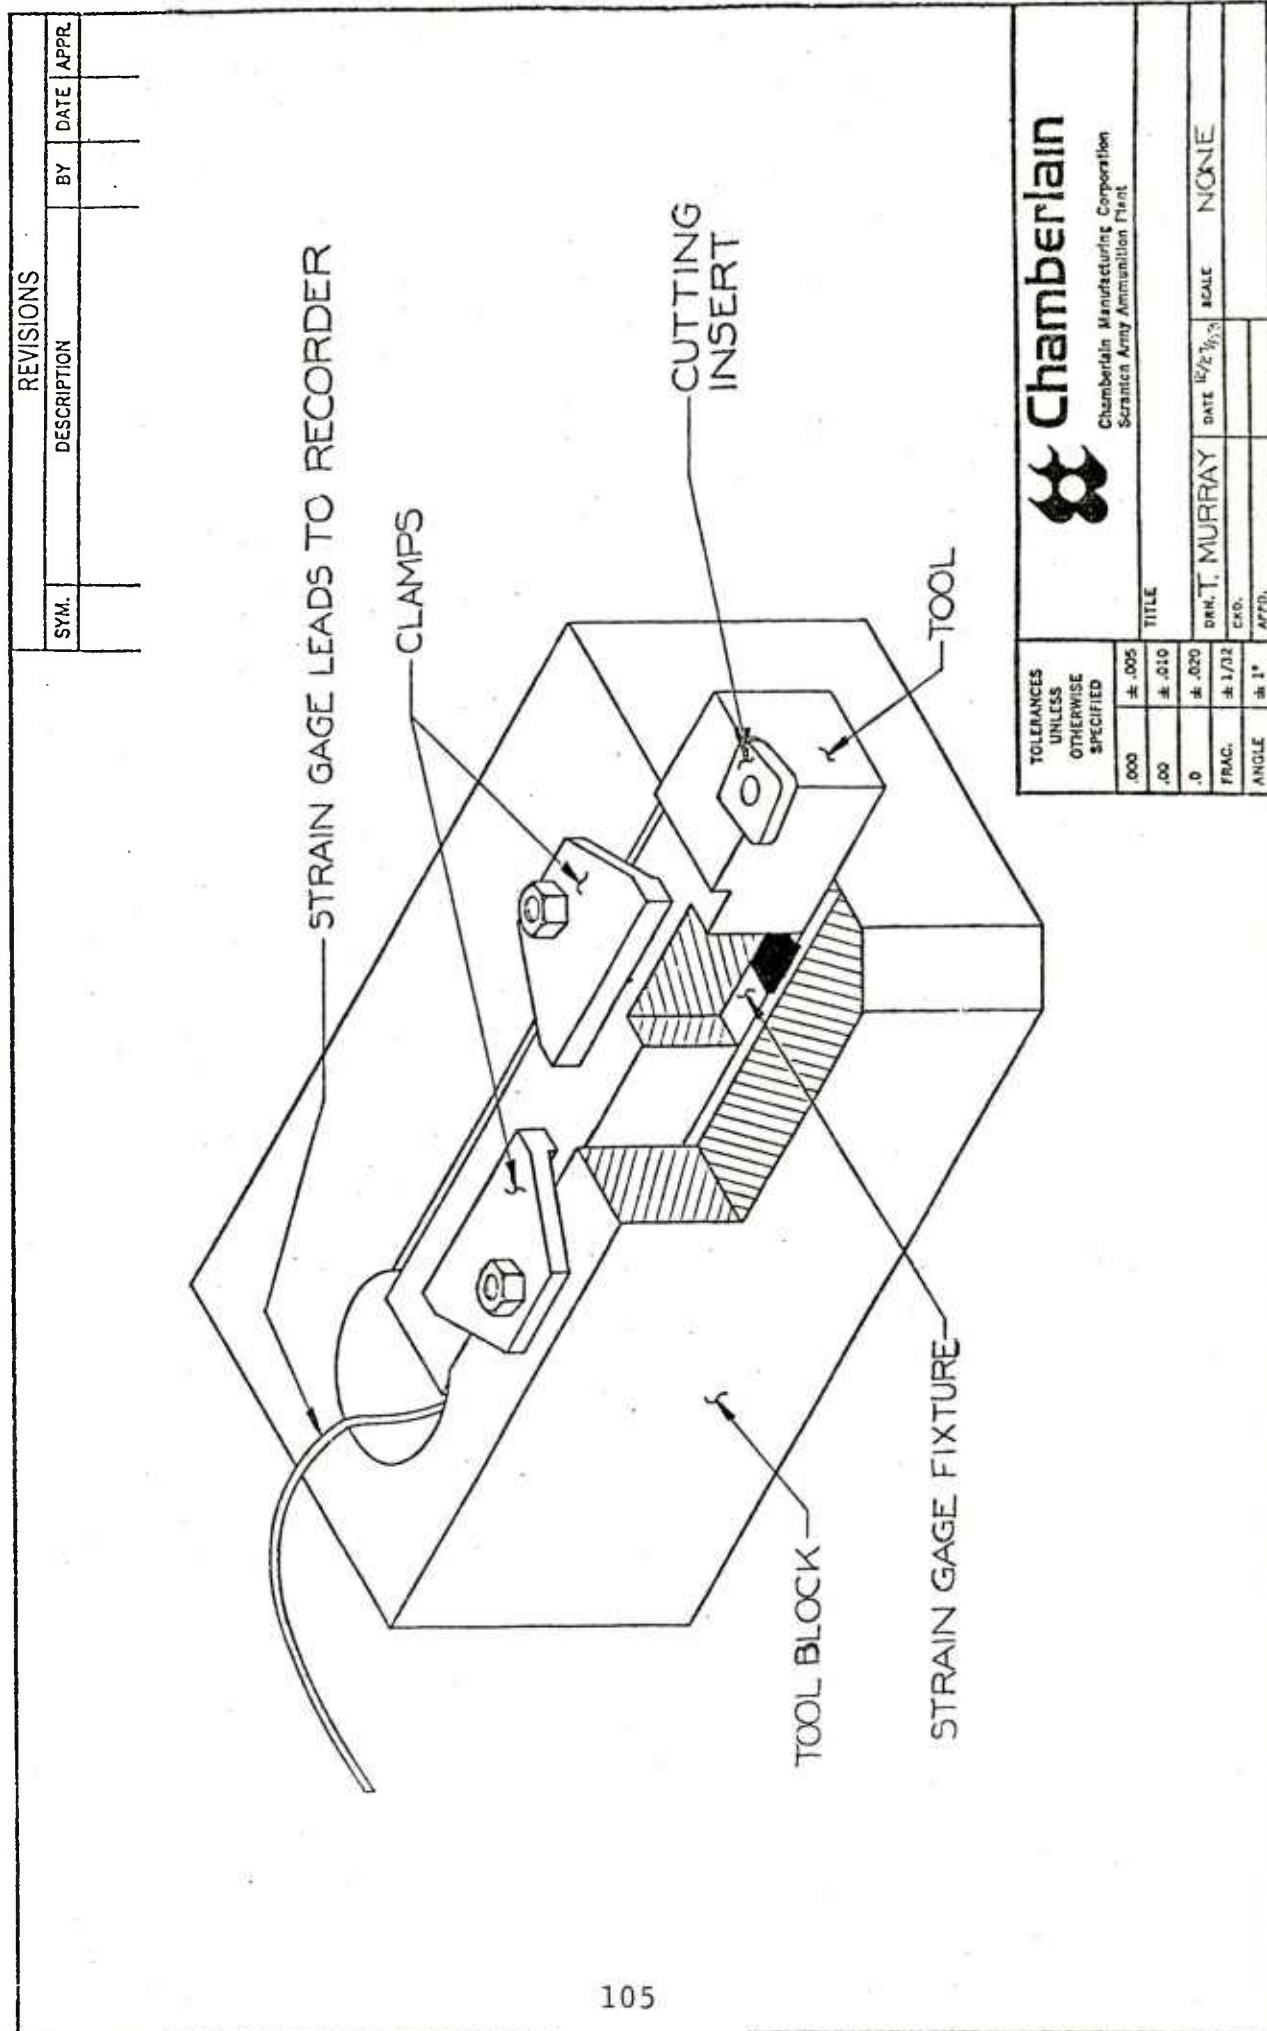 REVISIONS
SYM. DESCRIPTION BY DATE APPR.
STRAIN GAGE LEADS TO RECORDER
CLAMPS
CUTTING
INSERT
TOOL
TOOL BLOCK
STRAIN GAGE FIXTURE
TOLERANCES
UNLESS
OTHERWISE
SPECIFIED
.000 ± .005
.00 ± .010
.0 ± .020
FRAC. ± 1/32
ANGLE ± 1°
Chamberlain
Chamberlain Manufacturing Corporation
Scranton Army Ammunition Plant
TITLE
DRN. T. MURRAY DATE SCALE NONE
CKD.
APPD.
105